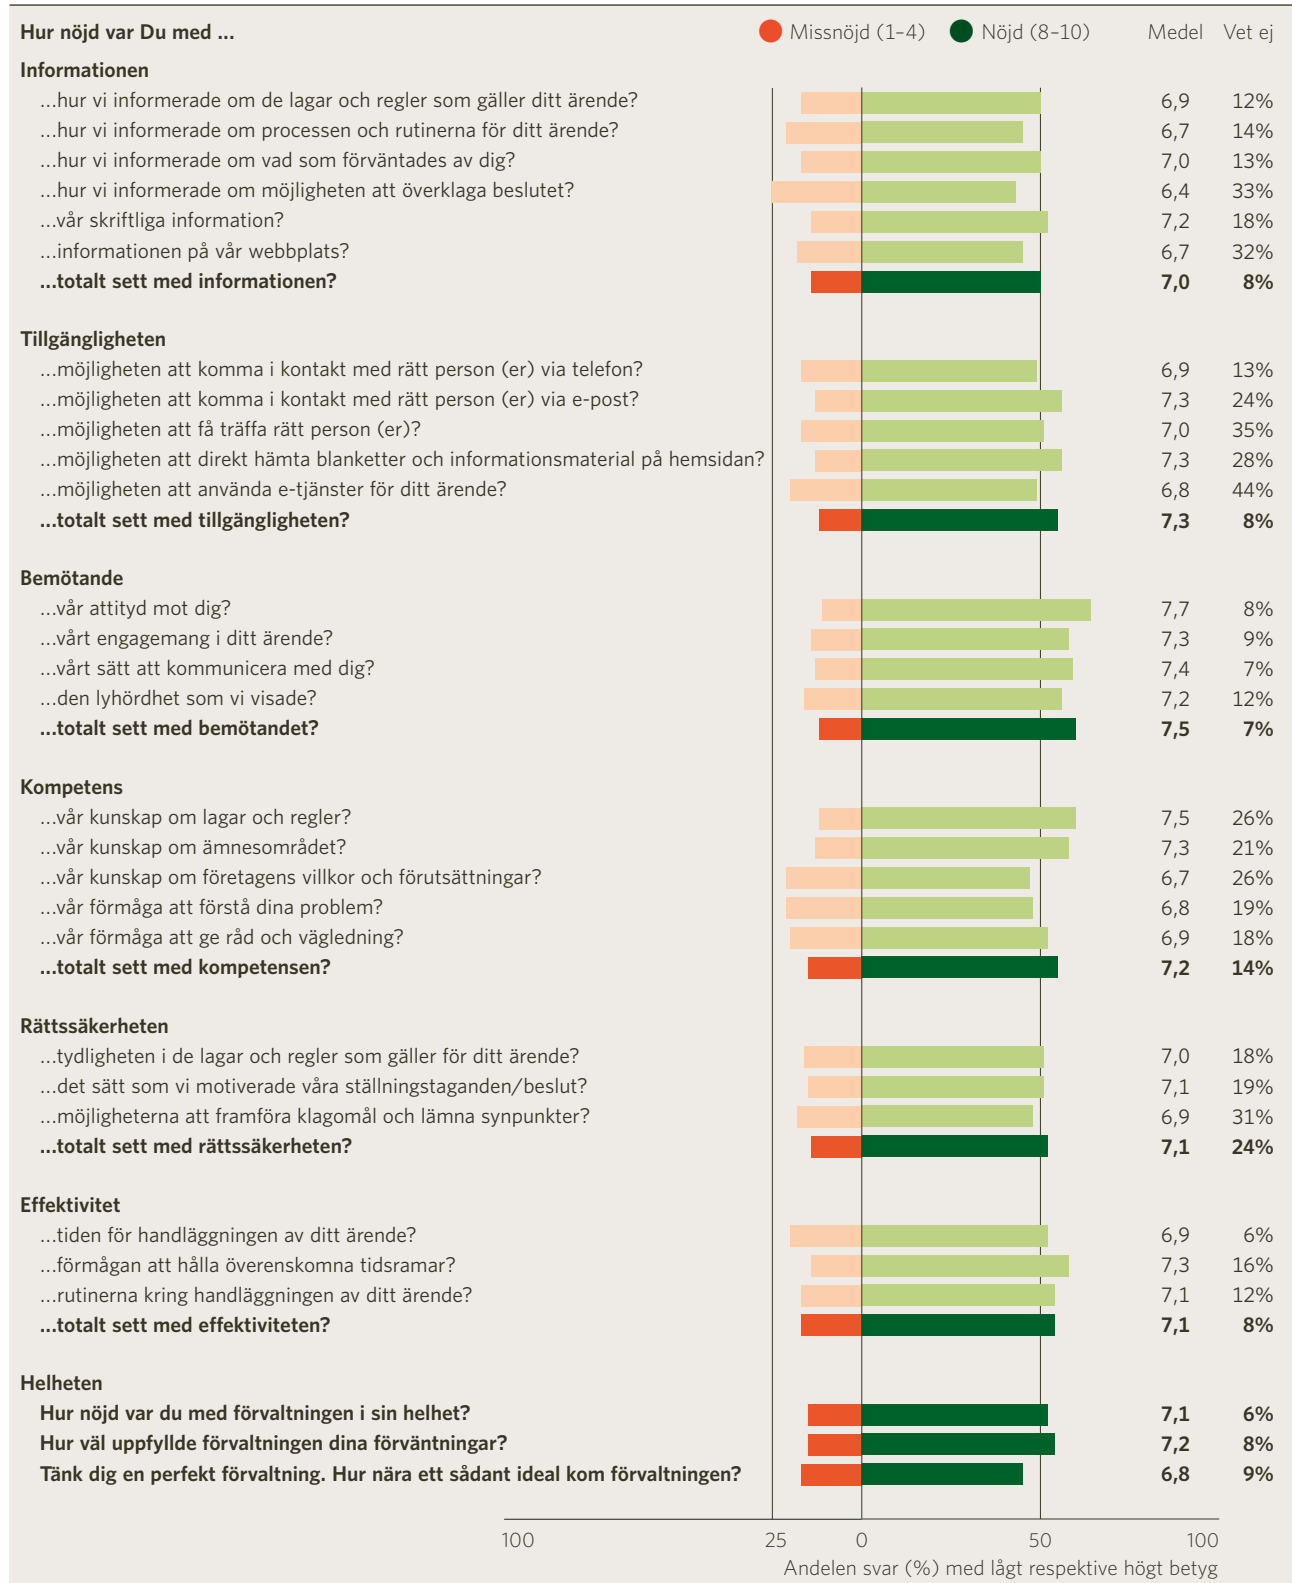 Hur nöjd var Du med ... Missnöjd (1–4) Nöjd (8–10) Medel Vet ej
Informationen
...hur vi informerade om de lagar och regler som gäller ditt ärende? 6,9 12%
...hur vi informerade om processen och rutinerna för ditt ärende? 6,7 14%
...hur vi informerade om vad som förväntades av dig? 7,0 13%
...hur vi informerade om möjligheten att överklaga beslutet? 6,4 33%
...vår skriftliga information? 7,2 18%
...informationen på vår webbplats? 6,7 32%
...totalt sett med informationen? 7,0 8%
Tillgängligheten
...möjligheten att komma i kontakt med rätt person (er) via telefon? 6,9 13%
...möjligheten att komma i kontakt med rätt person (er) via e-post? 7,3 24%
...möjligheten att få träffa rätt person (er)? 7,0 35%
...möjligheten att direkt hämta blanketter och informationsmaterial på hemsidan? 7,3 28%
...möjligheten att använda e-tjänster för ditt ärende? 6,8 44%
...totalt sett med tillgängligheten? 7,3 8%
Bemötande
...vår attityd mot dig? 7,7 8%
...vårt engagemang i ditt ärende? 7,3 9%
...vårt sätt att kommunicera med dig? 7,4 7%
...den lyhördhet som vi visade? 7,2 12%
...totalt sett med bemötandet? 7,5 7%
Kompetens
...vår kunskap om lagar och regler? 7,5 26%
...vår kunskap om ämnesområdet? 7,3 21%
...vår kunskap om företagens villkor och förutsättningar? 6,7 26%
...vår förmåga att förstå dina problem? 6,8 19%
...vår förmåga att ge råd och vägledning? 6,9 18%
...totalt sett med kompetensen? 7,2 14%
Rättssäkerheten
...tydligheten i de lagar och regler som gäller för ditt ärende? 7,0 18%
...det sätt som vi motiverade våra ställningstaganden/beslut? 7,1 19%
...möjligheterna att framföra klagomål och lämna synpunkter? 6,9 31%
...totalt sett med rättssäkerheten? 7,1 24%
Effektivitet
...tiden för handläggningen av ditt ärende? 6,9 6%
...förmågan att hålla överenskomna tidsramar? 7,3 16%
...rutinerna kring handläggningen av ditt ärende? 7,1 12%
...totalt sett med effektiviteten? 7,1 8%
Helheten
Hur nöjd var du med förvaltningen i sin helhet? 7,1 6%
Hur väl uppfyllde förvaltningen dina förväntningar? 7,2 8%
Tänk dig en perfekt förvaltning. Hur nära ett sådant ideal kom förvaltningen? 6,8 9%
100 25 0 50 100
Andelen svar (%) med lågt respektive högt betyg